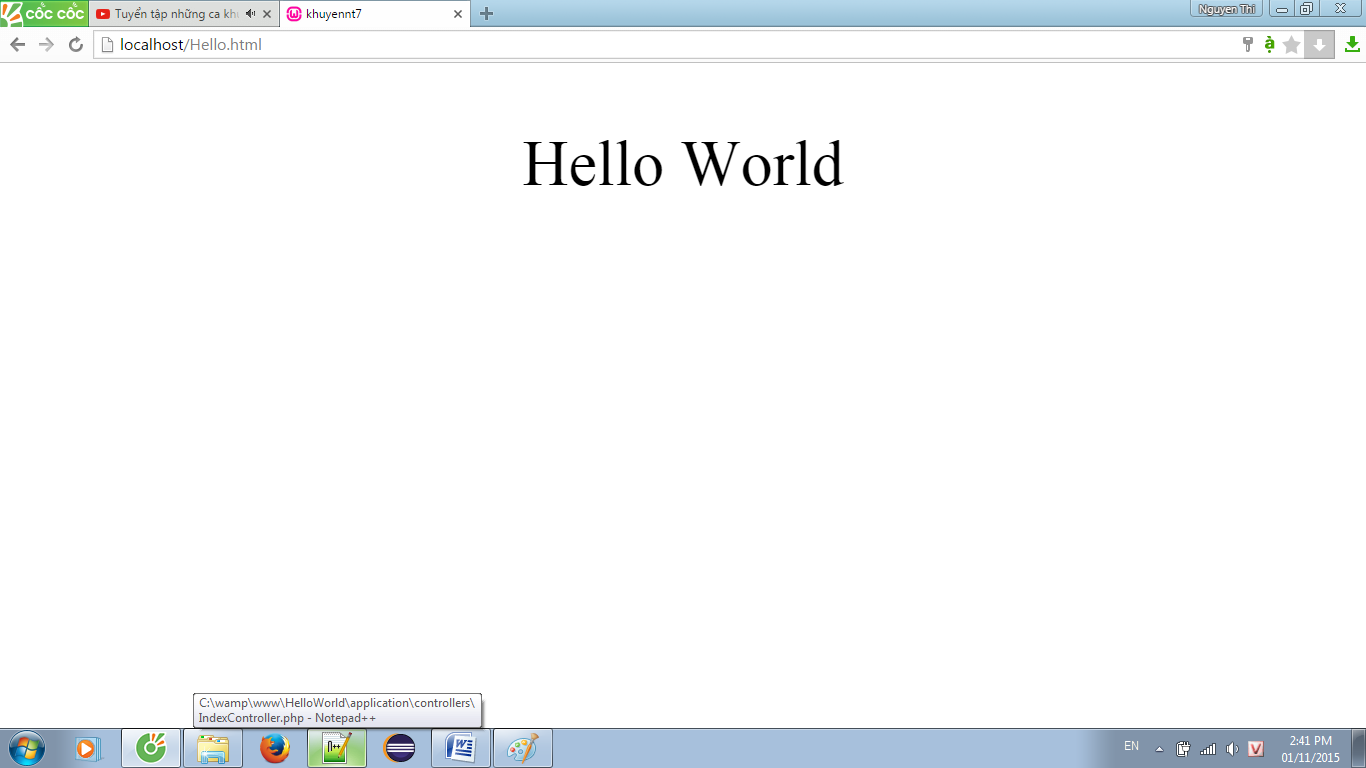 cốc cốc
Tuyển tập những ca kh
khuyennt7
Nguyen Thi
localhost/Hello.html
Hello World
C:\wamp\www\HelloWorld\application\controllers\
IndexController.php - Notepad++
EN
2:41 PM
01/11/2015